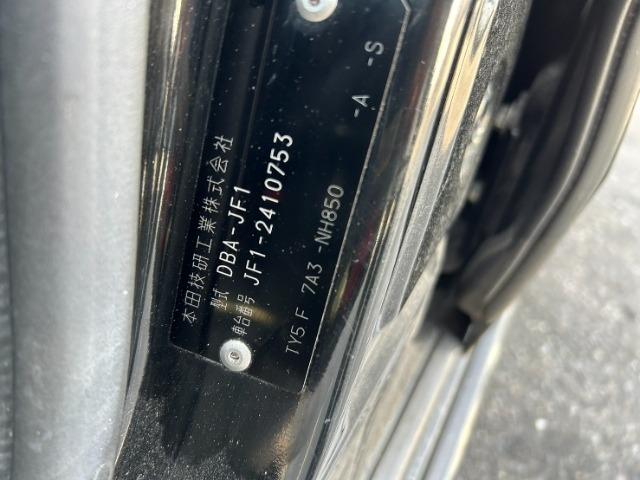 本田技研工業株式会社
型式 DBA-JF1
車台番号 JF1-2410753
TY5 F 7A3 -NH850 -A -S